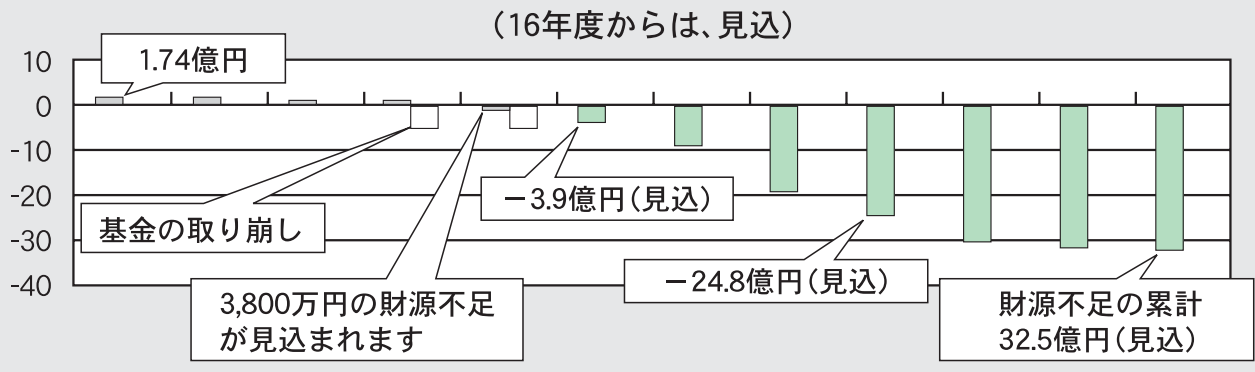 （16年度からは、見込）
1.74億円
10
0
-10
-20
-30
-40
－3.9億円（見込）
基金の取り崩し
－24.8億円（見込）
3,800万円の財源不足
が見込まれます
財源不足の累計
32.5億円（見込）